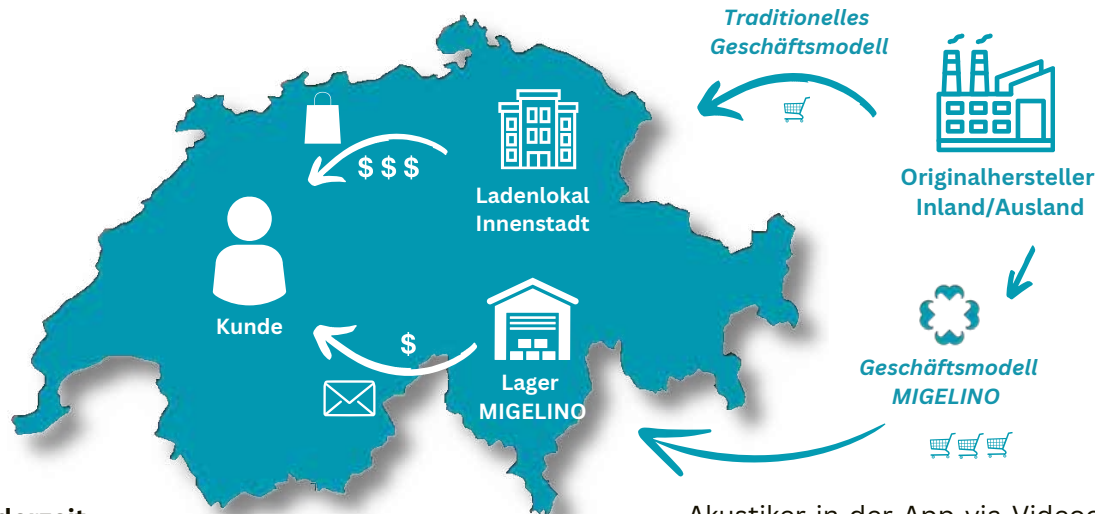 Traditionelles
Geschäftsmodell
Originalhersteller
Inland/Ausland
$ $ $
Ladenlokal
Innenstadt
Kunde
$
Lager
MIGELINO
Geschäftsmodell
MIGELINO